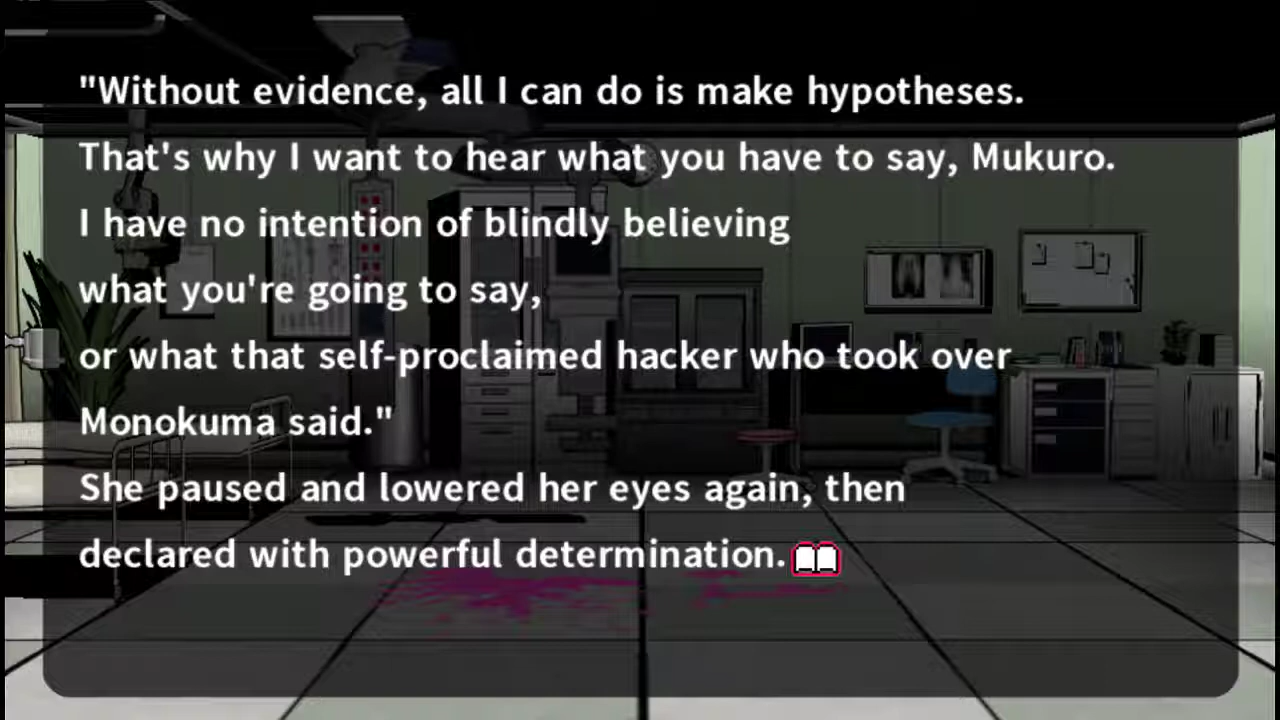 "Without evidence, all I can do is make hypotheses.
That's why I want to hear what you have to say, Mukuro.
I have no intention of blindly believing
what you're going to say,
or what that self-proclaimed hacker who took over
Monokuma said."
She paused and lowered her eyes again, then
declared with powerful determination.